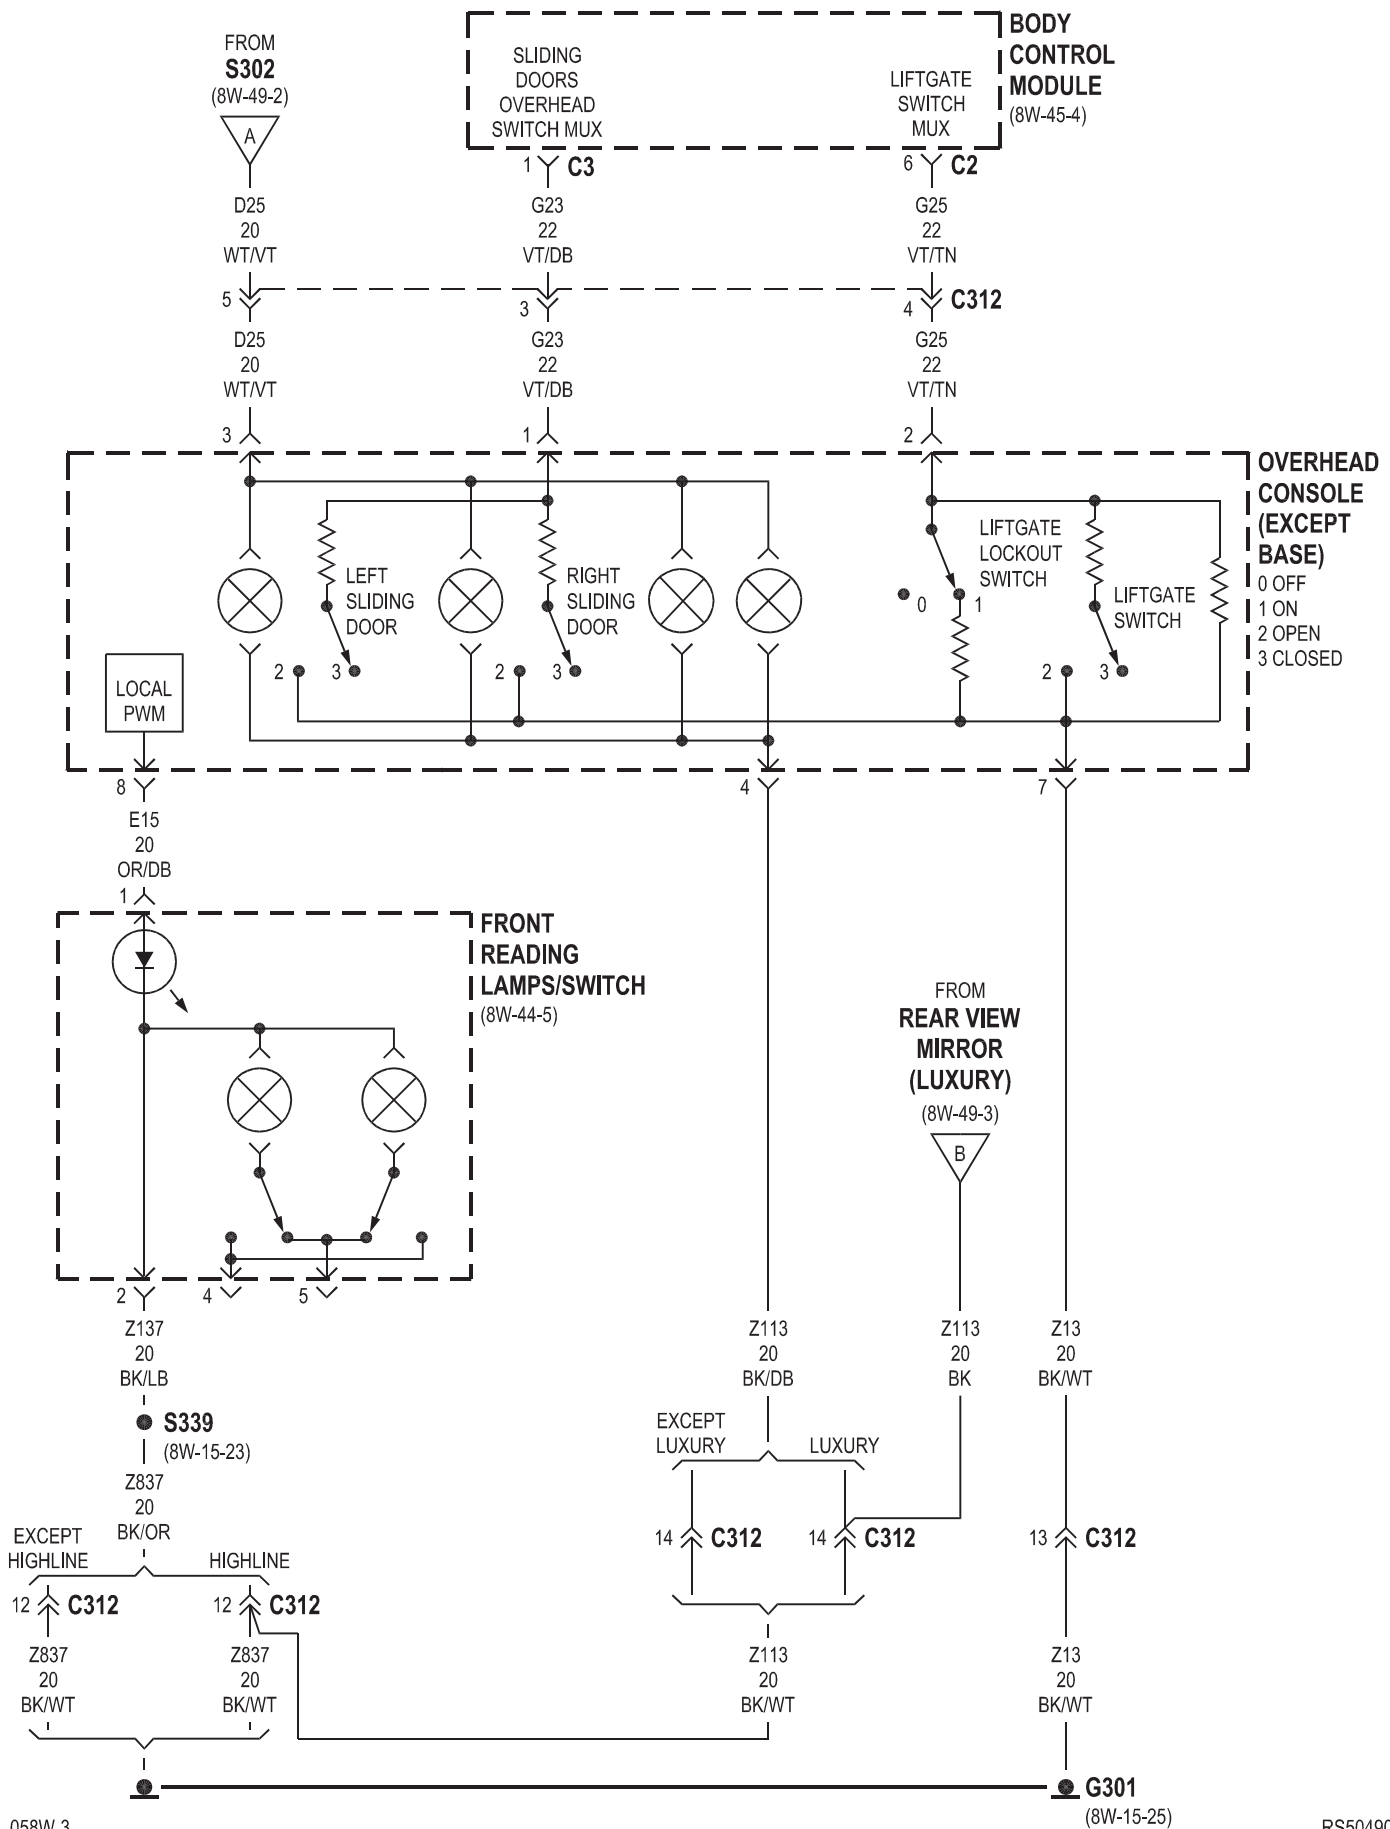 FROM
S302
(8W-49-2)
A
SLIDING
DOORS
OVERHEAD
SWITCH MUX
LIFTGATE
SWITCH
MUX
BODY
CONTROL
MODULE
(8W-45-4)
1
C3
6
C2
D25
20
WT/VT
G23
22
VT/DB
G25
22
VT/TN
5
3
4
C312
D25
20
WT/VT
G23
22
VT/DB
G25
22
VT/TN
3
1
2
OVERHEAD
CONSOLE
(EXCEPT
BASE)
0 OFF
1 ON
2 OPEN
3 CLOSED
LEFT
SLIDING
DOOR
RIGHT
SLIDING
DOOR
LIFTGATE
LOCKOUT
SWITCH
0
1
LIFTGATE
SWITCH
2
3
2
3
2
3
LOCAL
PWM
8
4
7
E15
20
OR/DB
1
FRONT
READING
LAMPS/SWITCH
(8W-44-5)
FROM
REAR VIEW
MIRROR
(LUXURY)
(8W-49-3)
B
2
4
5
Z137
20
BK/LB
Z113
20
BK/DB
Z113
20
BK
Z13
20
BK/WT
S339
(8W-15-23)
EXCEPT
LUXURY
LUXURY
Z837
20
BK/OR
14
C312
14
C312
13
C312
EXCEPT
HIGHLINE
HIGHLINE
12
C312
12
C312
Z837
20
BK/WT
Z837
20
BK/WT
Z113
20
BK/WT
Z13
20
BK/WT
G301
(8W-15-25)
058W-3
RS50490